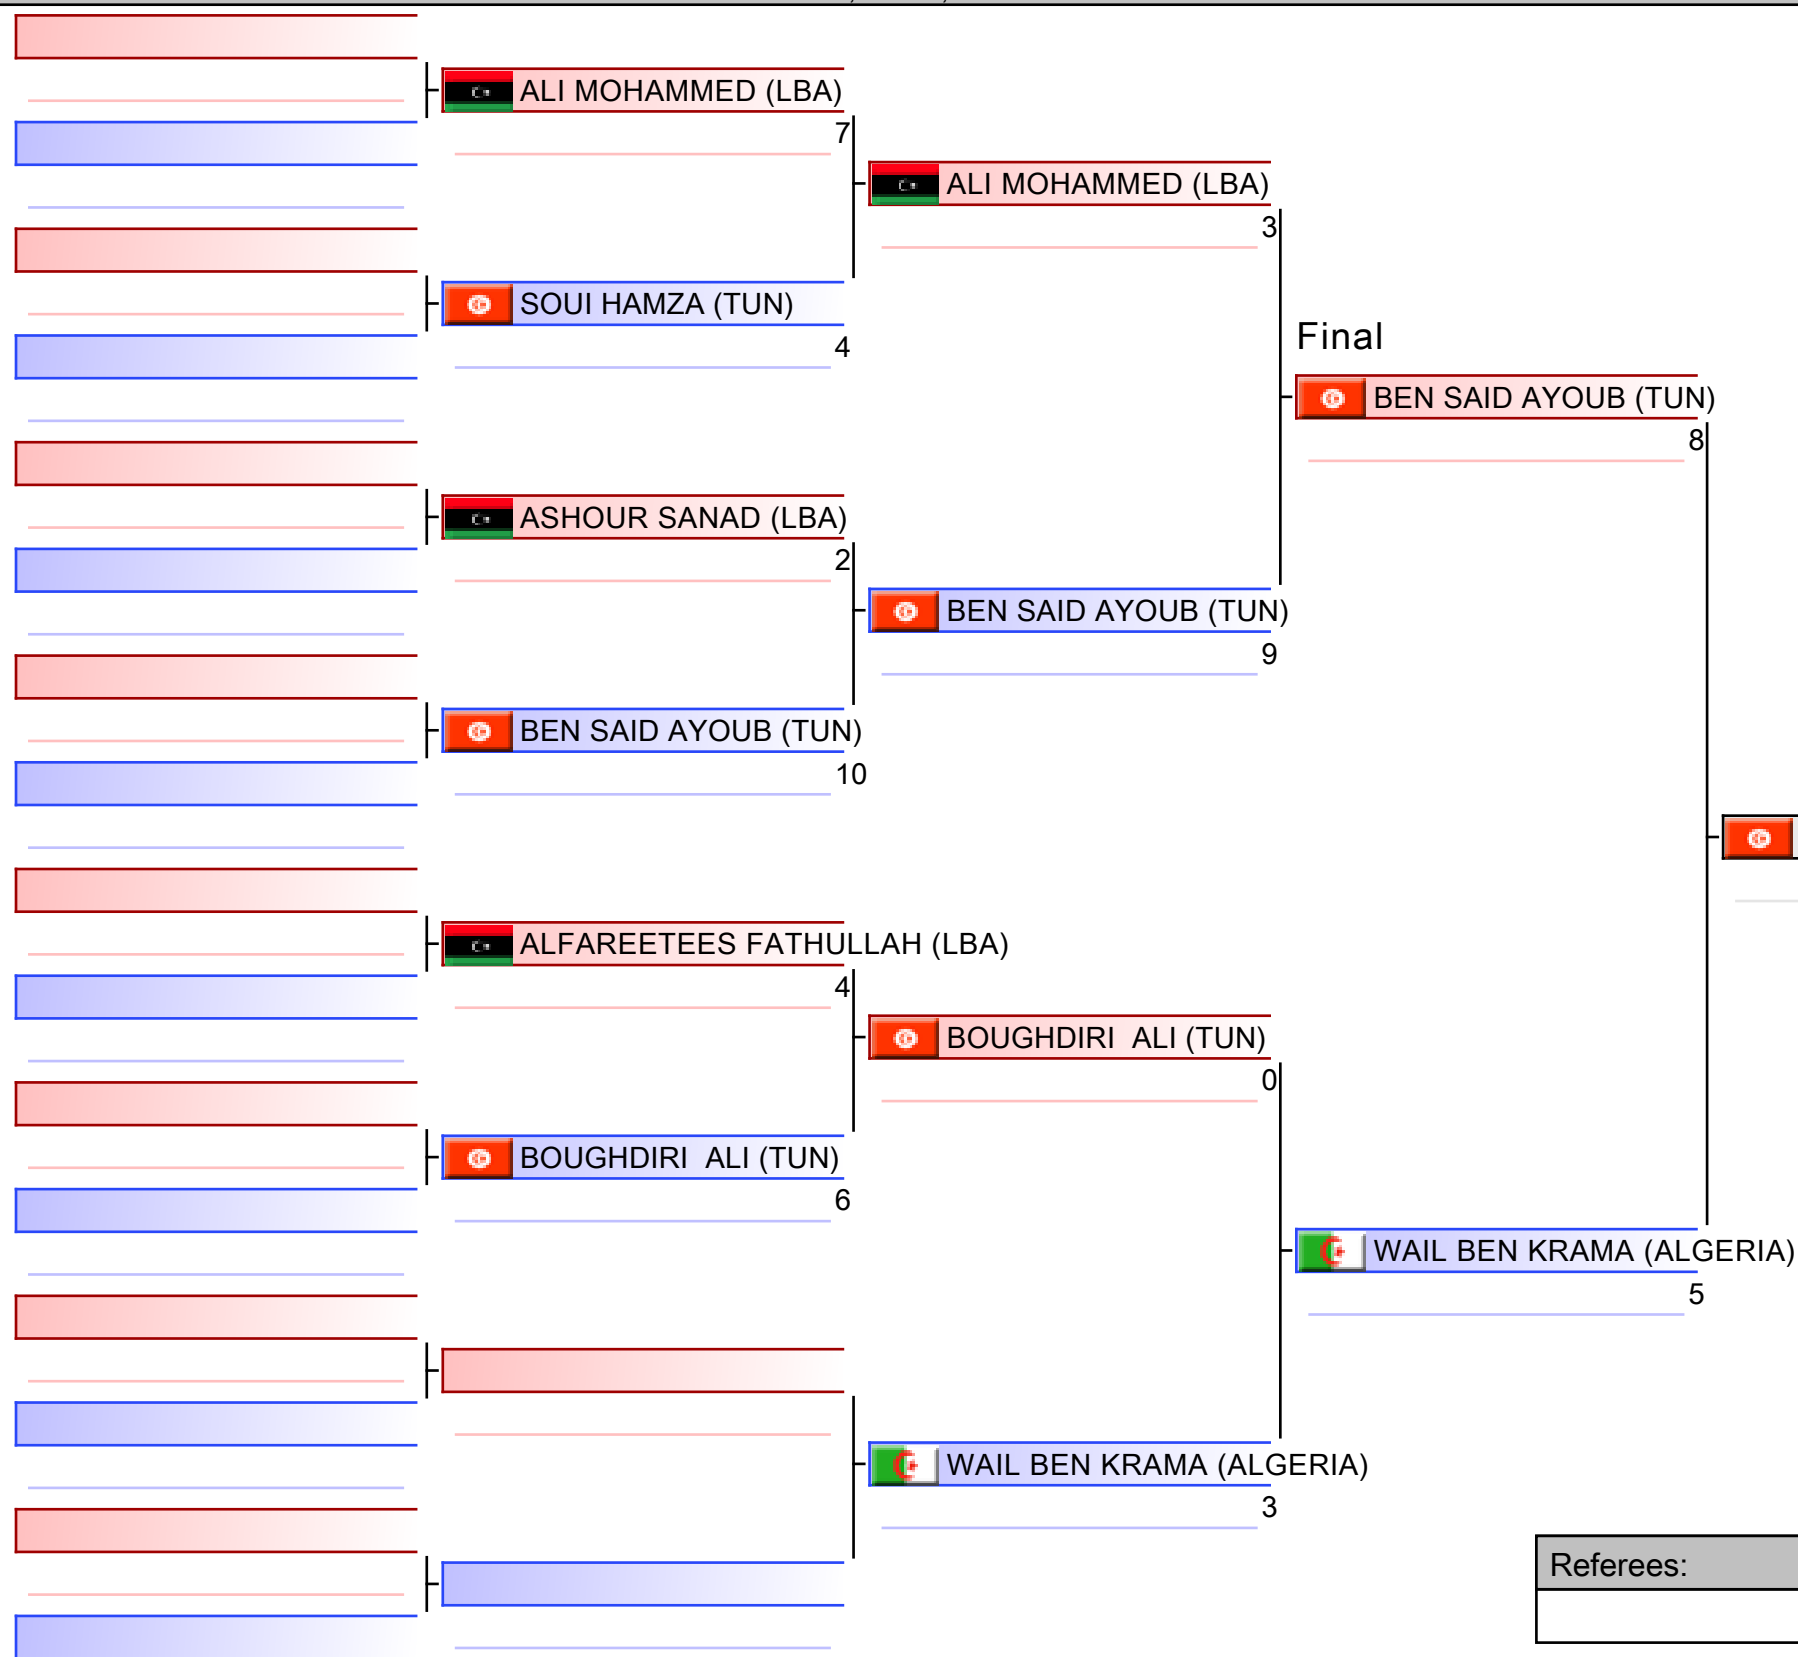 ALI MOHAMMED (LBA)
7
ALI MOHAMMED (LBA)
3
SOUI HAMZA (TUN)
4
Final
BEN SAID AYOUB (TUN)
8
ASHOUR SANAD (LBA)
2
BEN SAID AYOUB (TUN)
9
BEN SAID AYOUB (TUN)
10
ALFAREETEES FATHULLAH (LBA)
4
BOUGHDIRI  ALI (TUN)
0
BOUGHDIRI  ALI (TUN)
6
WAIL BEN KRAMA (ALGERIA)
5
WAIL BEN KRAMA (ALGERIA)
3
Referees: